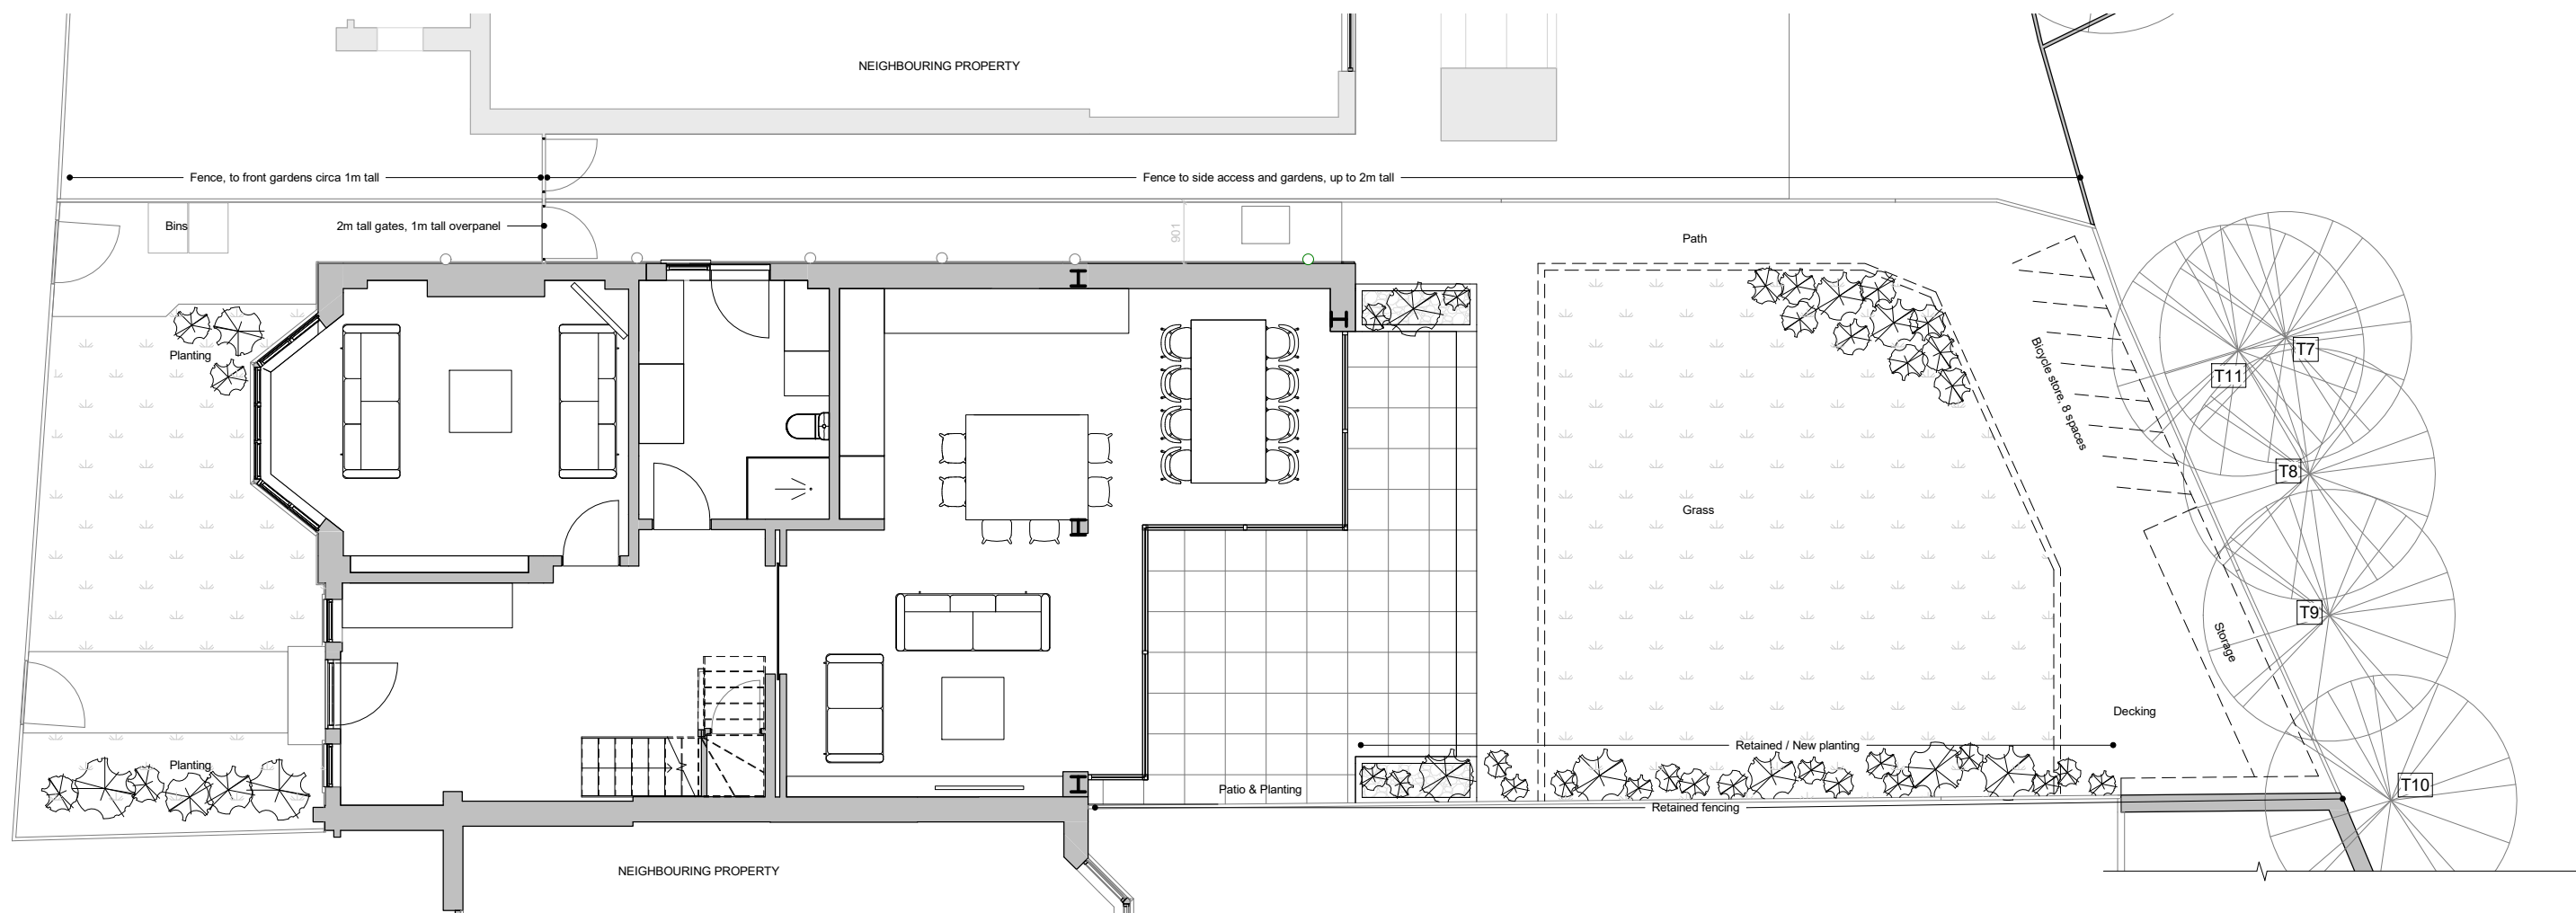 NEIGHBOURING PROPERTY
Fence, to front gardens circa 1m tall
Fence to side access and gardens, up to 2m tall
Bins
2m tall gates, 1m tall overpanel
901
Path
Planting
T7
T11
Bicycle store, 8 spaces
T8
Grass
T9
Storage
Decking
Retained / New planting
Planting
Patio & Planting
T10
Retained fencing
NEIGHBOURING PROPERTY